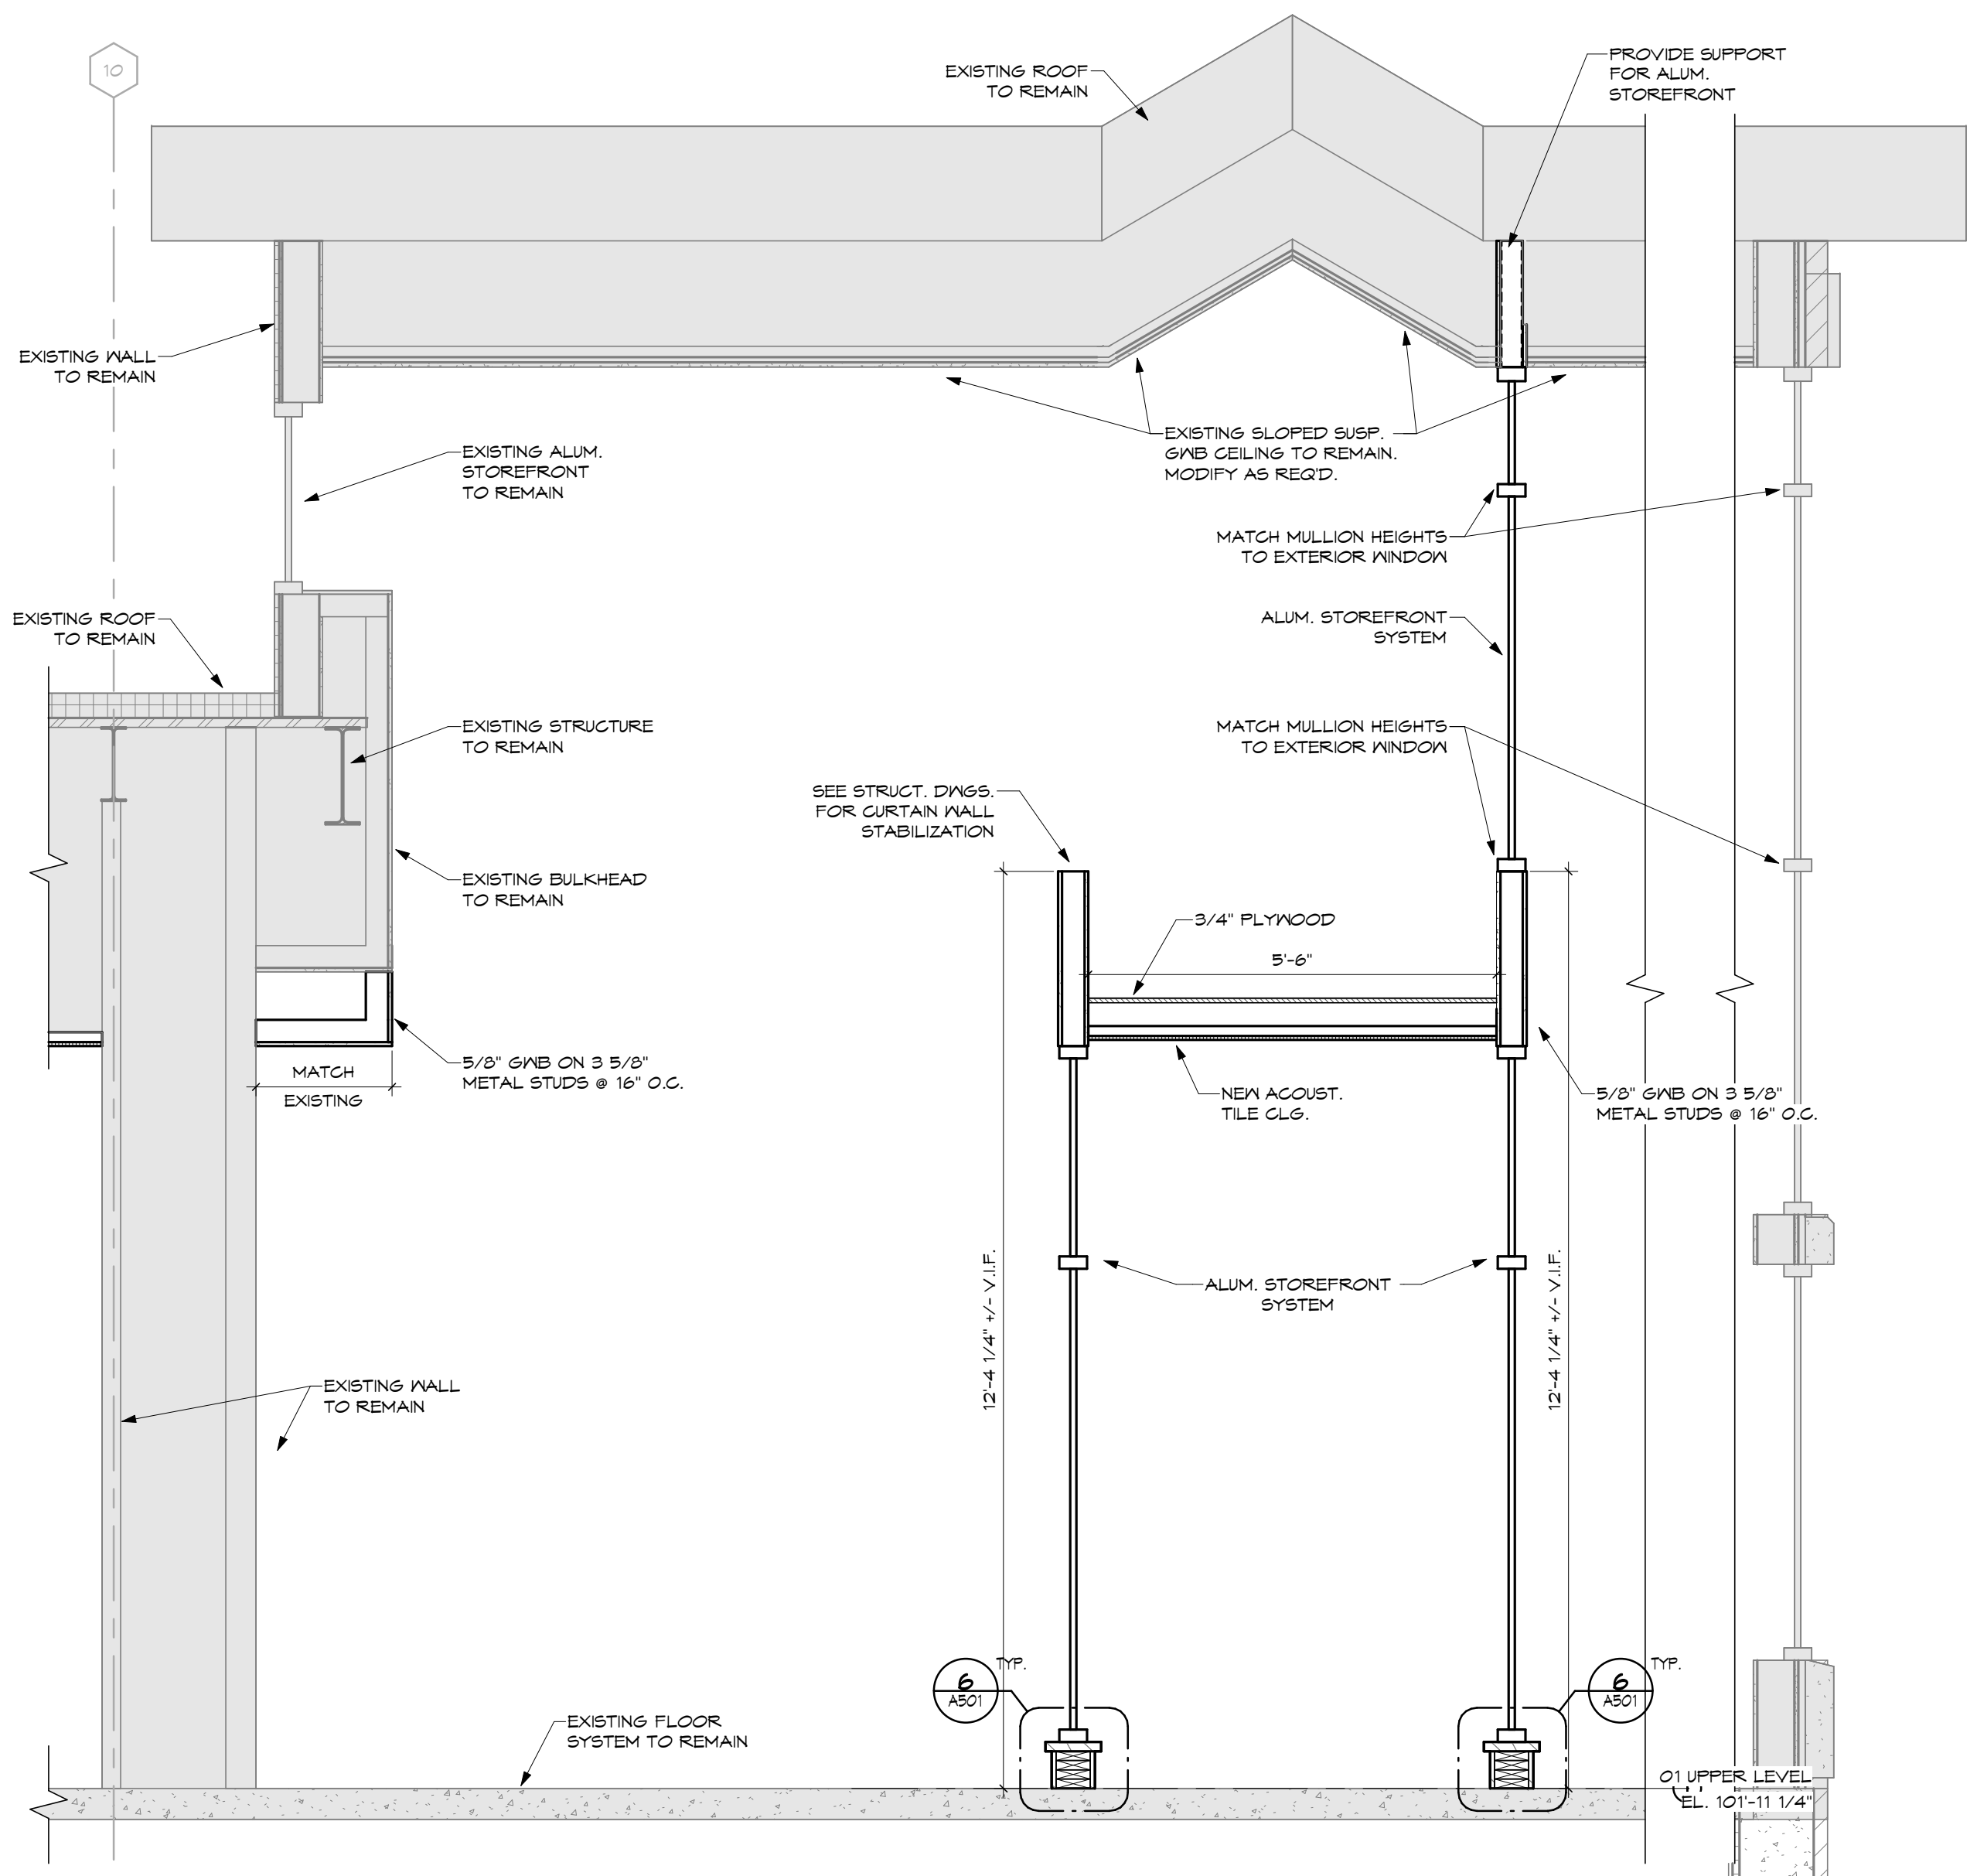 10
EXISTING ROOF
TO REMAIN
PROVIDE SUPPORT
FOR ALUM.
STOREFRONT
EXISTING WALL
TO REMAIN
EXISTING ALUM.
STOREFRONT
TO REMAIN
EXISTING SLOPED SUSP.
GWB CEILING TO REMAIN.
MODIFY AS REQ'D.
MATCH MULLION HEIGHTS
TO EXTERIOR WINDOW
EXISTING ROOF
TO REMAIN
ALUM. STOREFRONT
SYSTEM
EXISTING STRUCTURE
TO REMAIN
MATCH MULLION HEIGHTS
TO EXTERIOR WINDOW
SEE STRUCT. DWGS.
FOR CURTAIN WALL
STABILIZATION
EXISTING BULKHEAD
TO REMAIN
3/4" PLYWOOD
5'-6"
5/8" GWB ON 3 5/8"
METAL STUDS @ 16" O.C.
MATCH
EXISTING
NEW ACOUST.
TILE CLG.
5/8" GWB ON 3 5/8"
METAL STUDS @ 16" O.C.
12'-4 1/4" +/- V.I.F.
12'-4 1/4" +/- V.I.F.
ALUM. STOREFRONT
SYSTEM
EXISTING WALL
TO REMAIN
TYP.
6
A501
TYP.
6
A501
EXISTING FLOOR
SYSTEM TO REMAIN
01 UPPER LEVEL
EL. 101'-11 1/4"